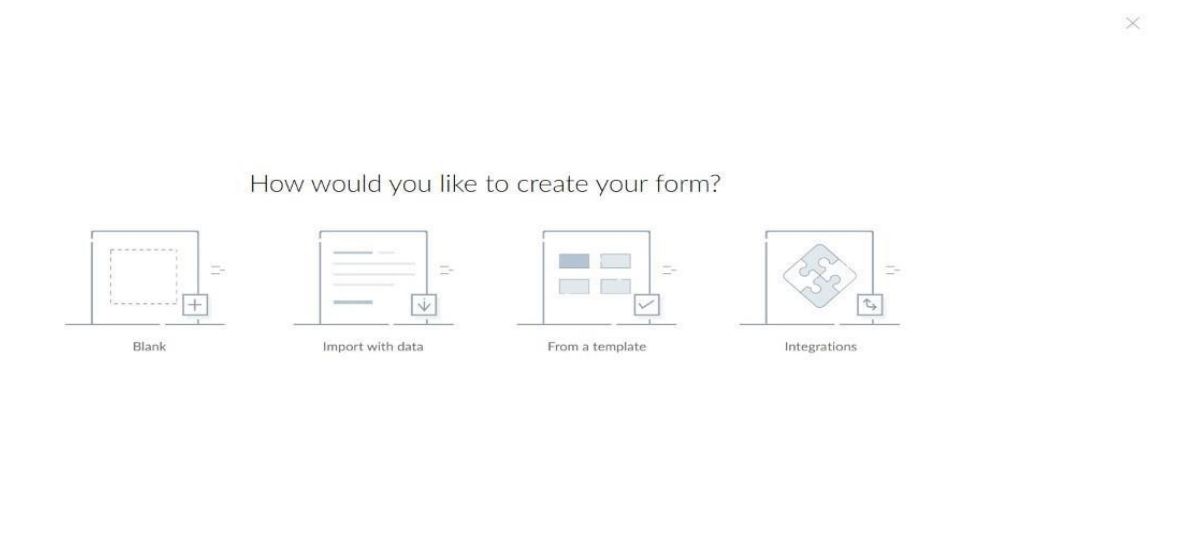 How would you like to create your form?
Blank
Import with data
From a template
Integrations